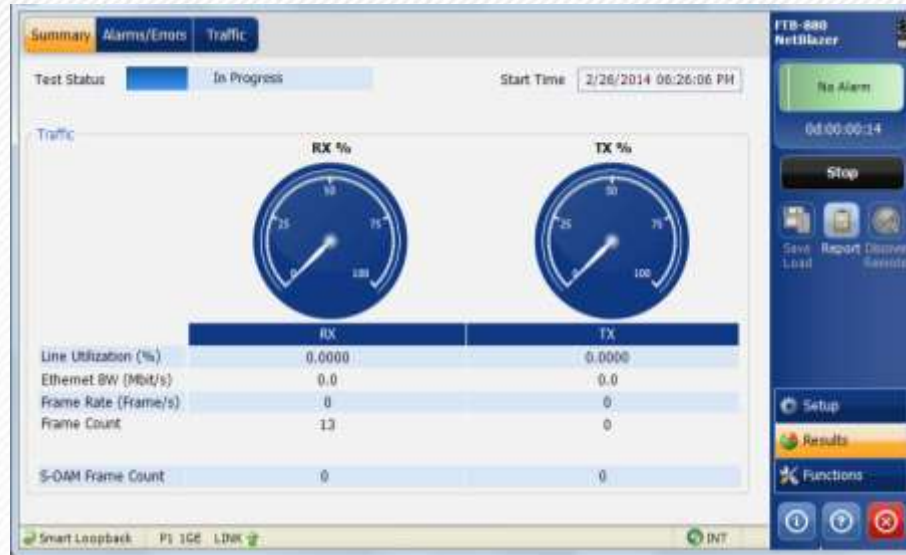 Summary Alarms/Errors Traffic
Test Status In Progress Start Time 2/26/2014 06:26:06 PM
Traffic
RX % TX %
0 25 50 75 100
0 25 50 75 100
RX TX
Line Utilization (%) 0.0000 0.0000
Ethernet BW (Mbit/s) 0.0 0.0
Frame Rate (Frame/s) 0 0
Frame Count 13 0
S-OAM Frame Count 0 0
Smart Loopback P1 1GE LINK INT
FTB-880
NetBlazer
No Alarm
0d:00:00:14
Stop
Save
Load
Report
Discover
Remote
Setup
Results
Functions